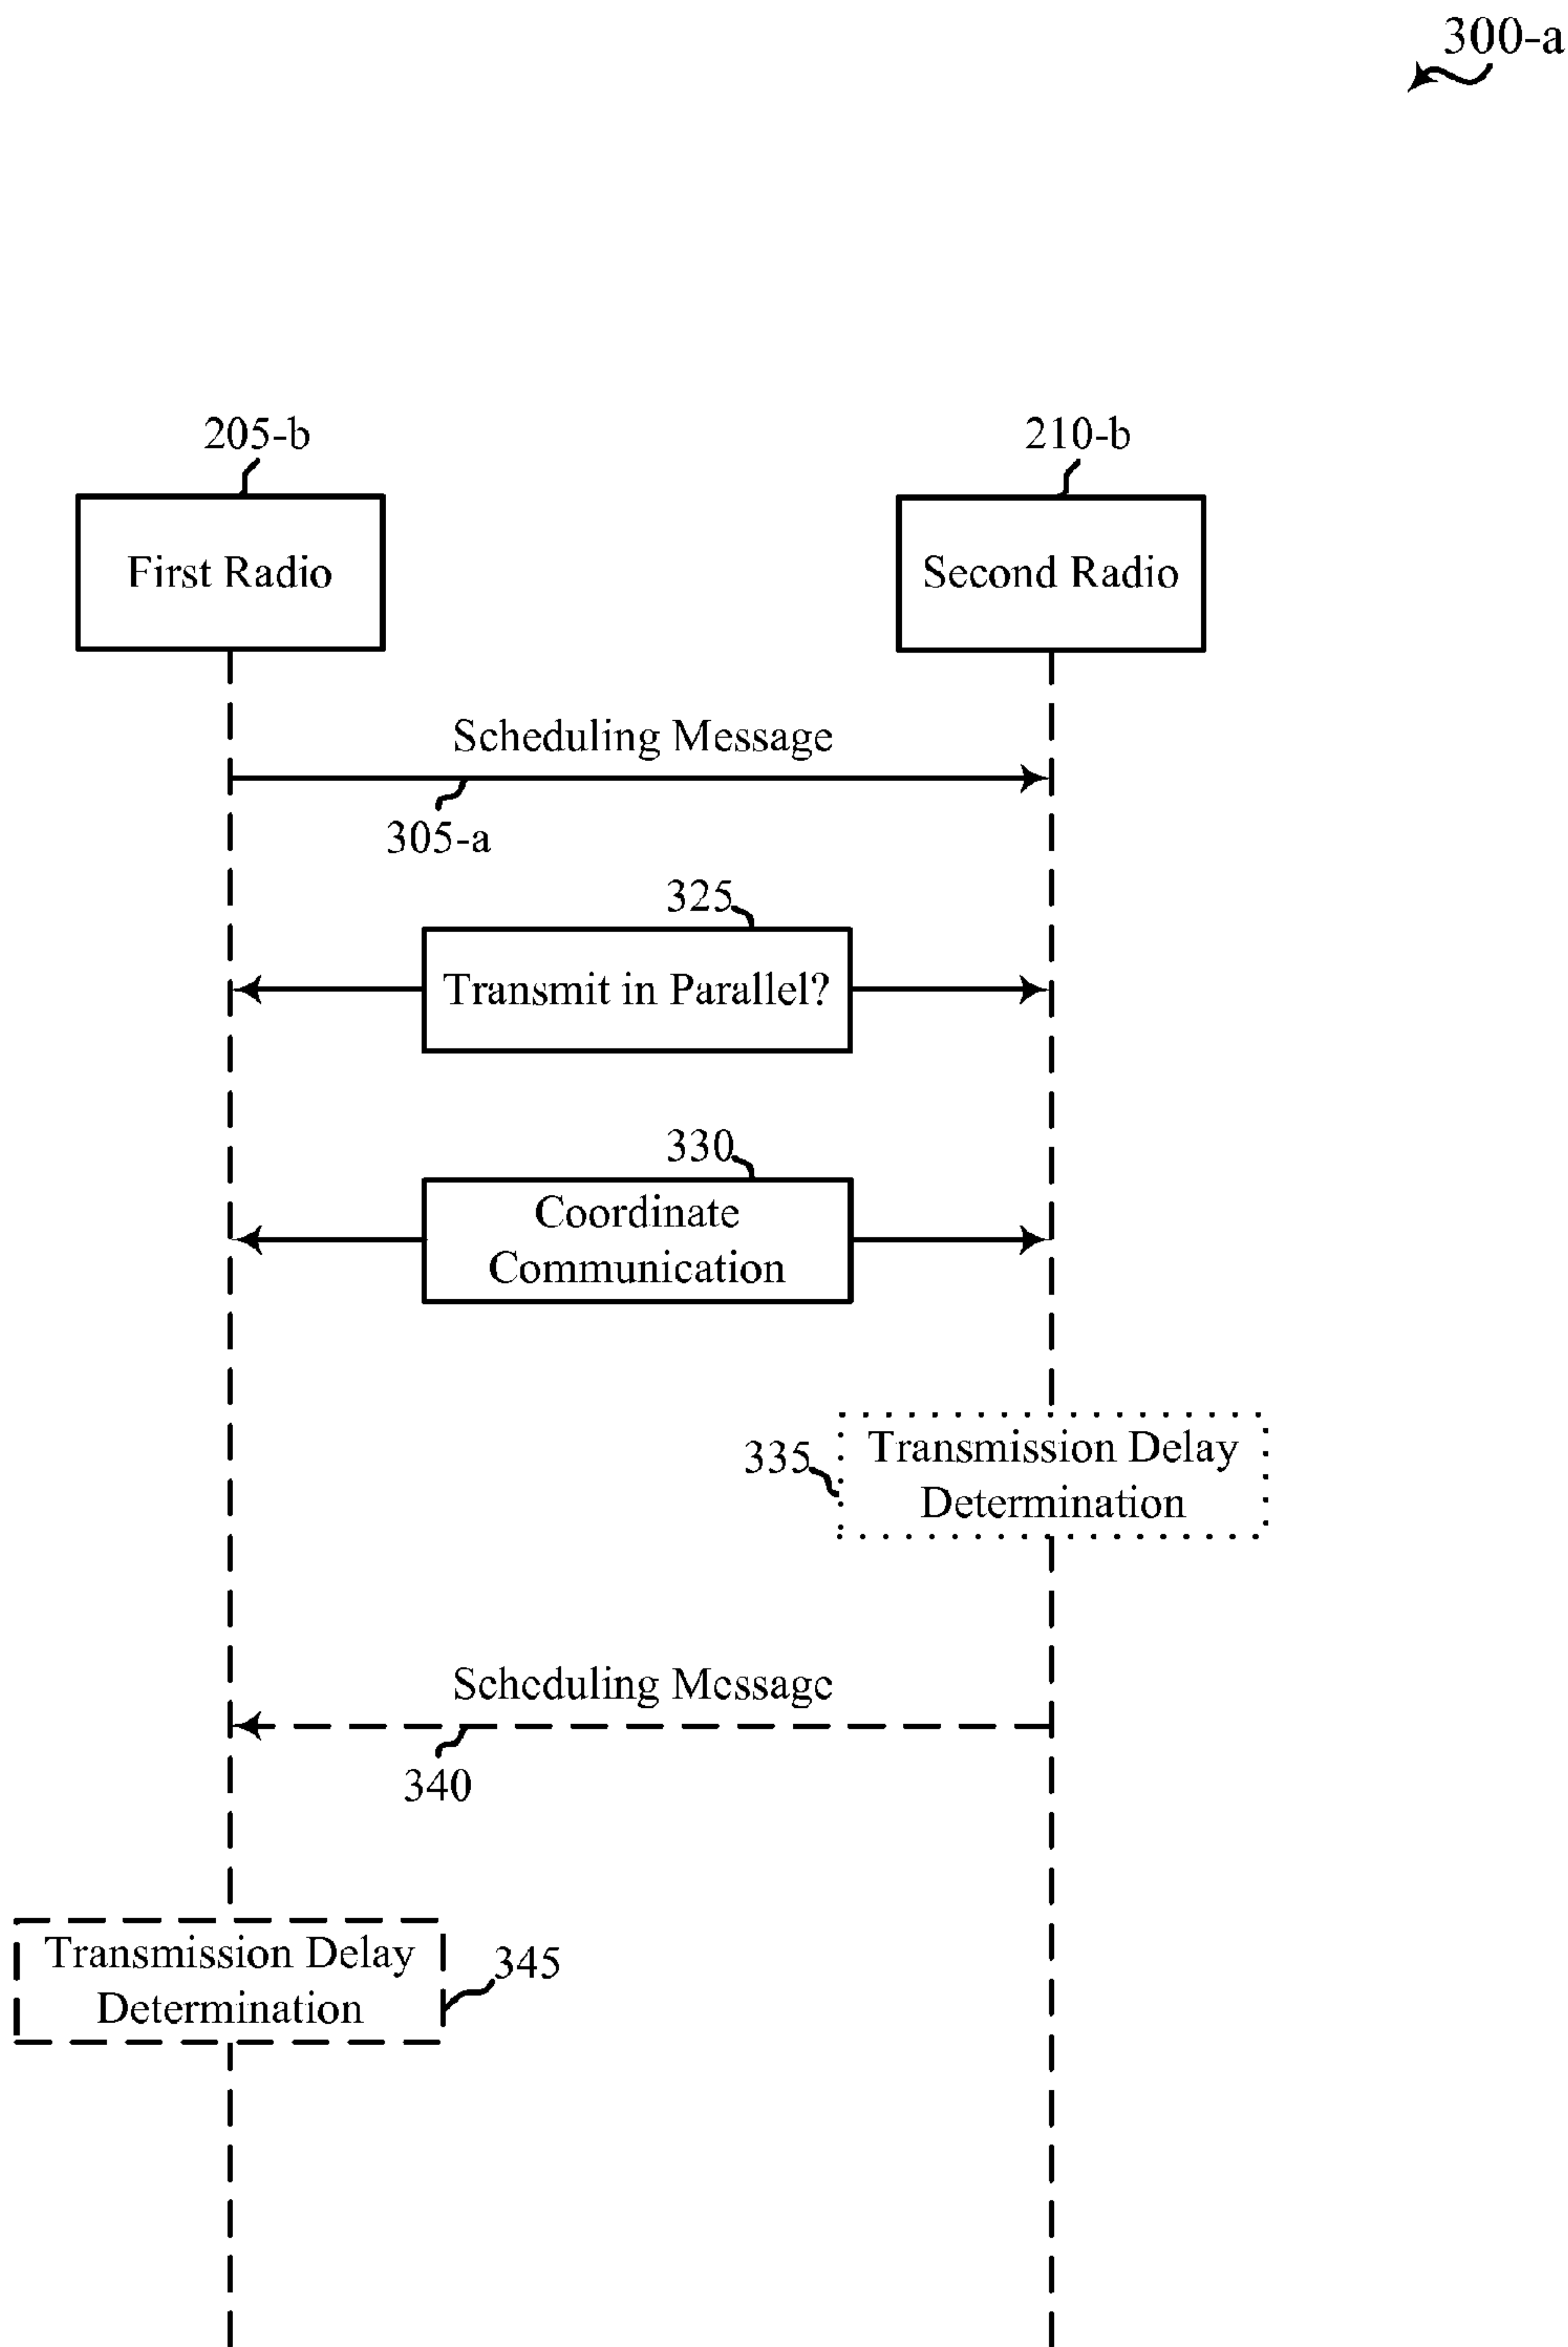 300-a
205-b
210-b
First Radio
Second Radio
Scheduling Message
305-a
325
Transmit in Parallel?
330
Coordinate
Communication
335
Transmission Delay
Determination
Scheduling Message
340
Transmission Delay
Determination
345